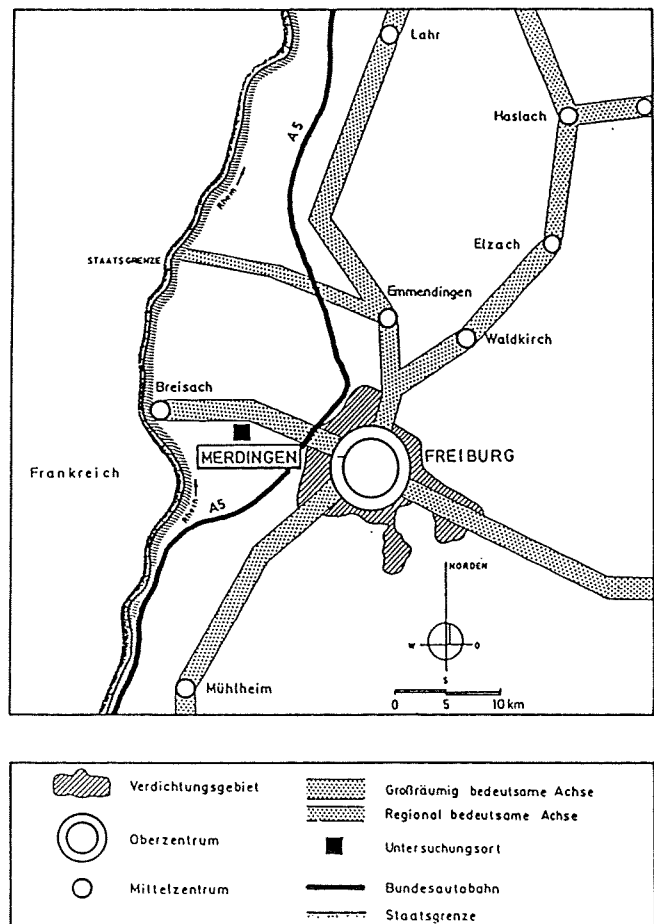 Lahr
A5
Haslach
Rhein
Elzach
STAATSGRENZE
Emmendingen
Waldkirch
Breisach
MERDINGEN
FREIBURG
Frankreich
Rhein
A5
NORDEN
W O
S
Mühlheim
0 5 10 km
Verdichtungsgebiet
Großräumig bedeutsame Achse
Regional bedeutsame Achse
Oberzentrum
Untersuchungsort
Mittelzentrum
Bundesautobahn
Staatsgrenze